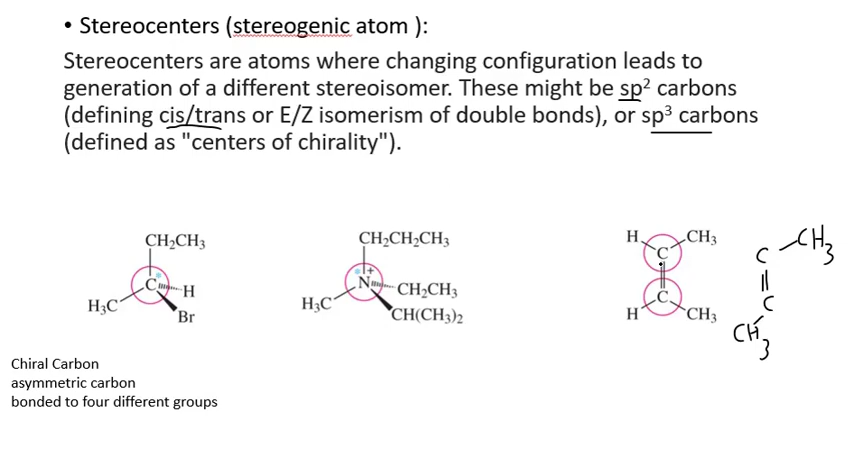 • Stereocenters (stereogenic atom ):
Stereocenters are atoms where changing configuration leads to
generation of a different stereoisomer. These might be sp² carbons
(defining cis/trans or E/Z isomerism of double bonds), or sp³ carbons
(defined as "centers of chirality").
CH₂CH₃
C*
H
H₃C
Br
CH₂CH₂CH₃
*N+
CH₂CH₃
H₃C
CH(CH₃)₂
H CH₃
C
C
H CH₃
C CH₃
C
CH₃
Chiral Carbon
asymmetric carbon
bonded to four different groups